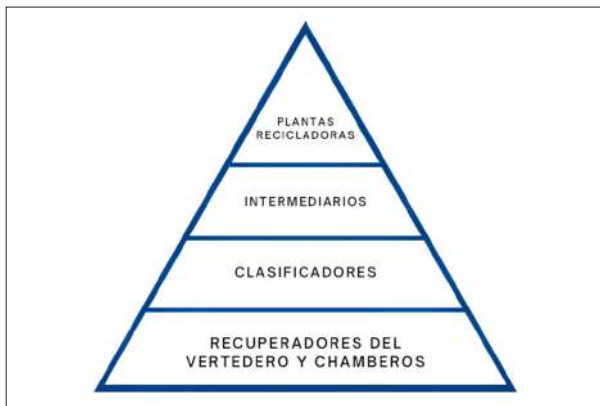 PLANTAS
RECICLADORAS
INTERMEDIARIOS
CLASIFICADORES
RECUPERADORES DEL
VERTEDERO Y CHAMBEROS